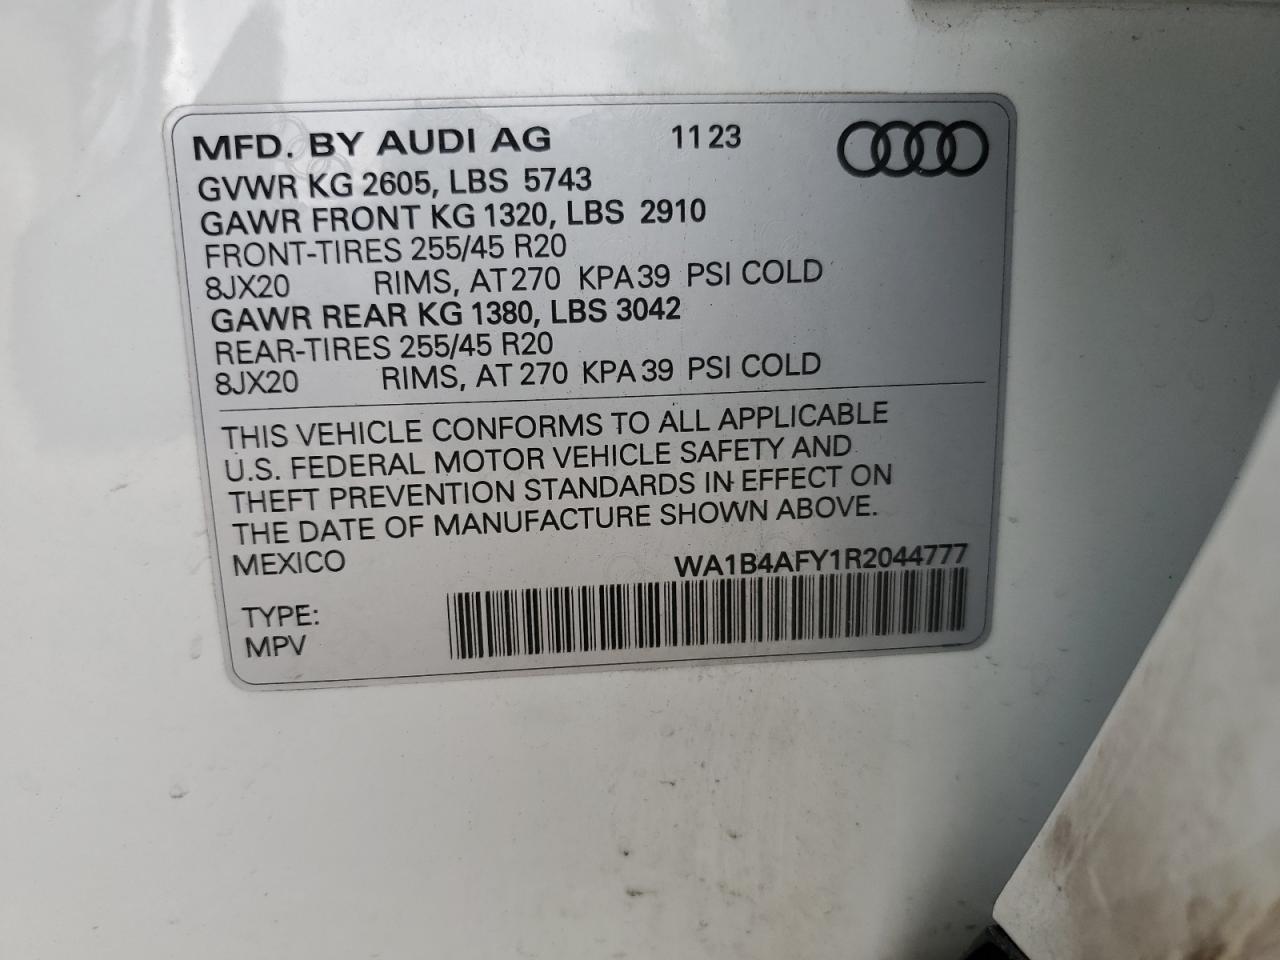 MFD. BY AUDI AG 11 23
GVWR KG 2605, LBS 5743
GAWR FRONT KG 1320, LBS 2910
FRONT-TIRES 255/45 R20
8JX20 RIMS, AT 270 KPA 39 PSI COLD
GAWR REAR KG 1380, LBS 3042
REAR-TIRES 255/45 R20
8JX20 RIMS, AT 270 KPA 39 PSI COLD
THIS VEHICLE CONFORMS TO ALL APPLICABLE
U.S. FEDERAL MOTOR VEHICLE SAFETY AND
THEFT PREVENTION STANDARDS IN EFFECT ON
THE DATE OF MANUFACTURE SHOWN ABOVE.
MEXICO WA1B4AFY1R2044777
TYPE:
MPV